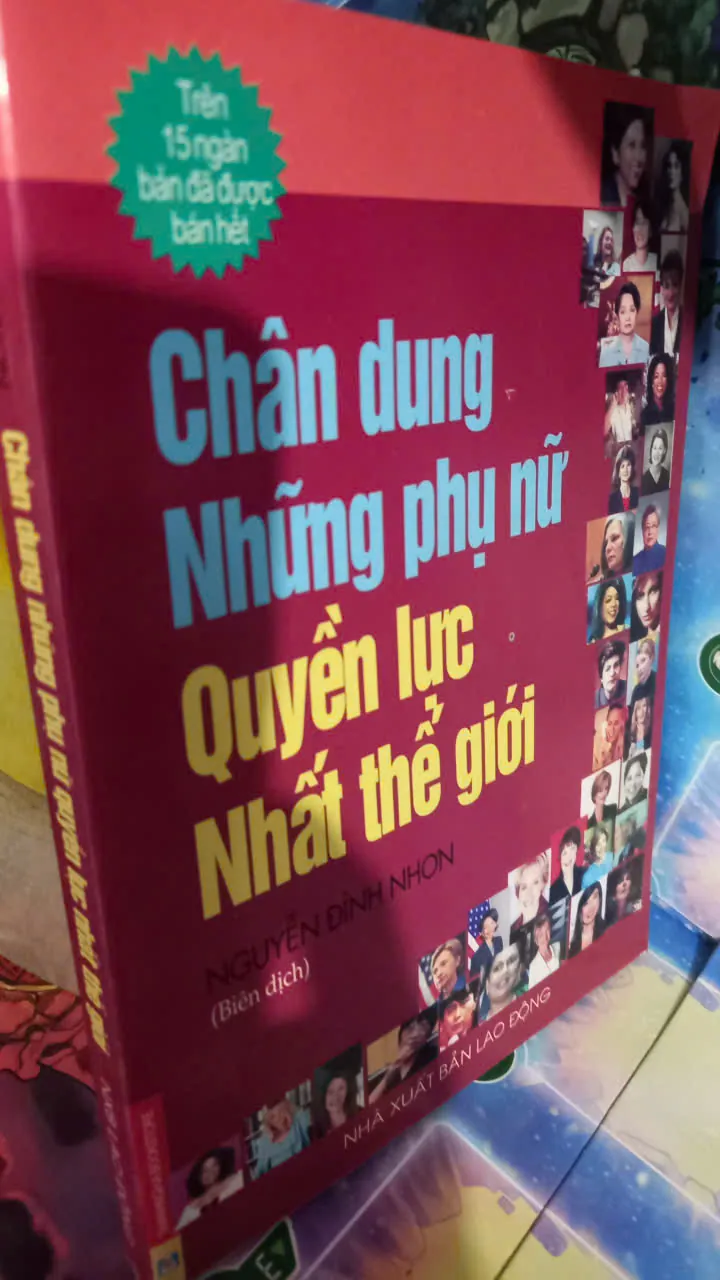 Trên
15 ngàn
bản đã được
bán hết
Chân dung
Những phụ nữ
Quyền lực
Nhất thế giới
NGUYỄN ĐÌNH NHƠN
(Biên dịch)
NHÀ XUẤT BẢN LAO ĐỘNG
Chân dung những phụ nữ quyền lực nhất thế giới